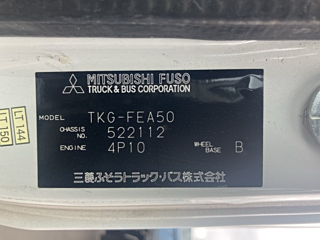 MITSUBISHI FUSO
TRUCK & BUS CORPORATION
MODEL TKG-FEA50
CHASSIS NO. 522112
ENGINE 4P10 WHEEL BASE B
三菱ふそうトラック・バス株式会社
LT144
LT150